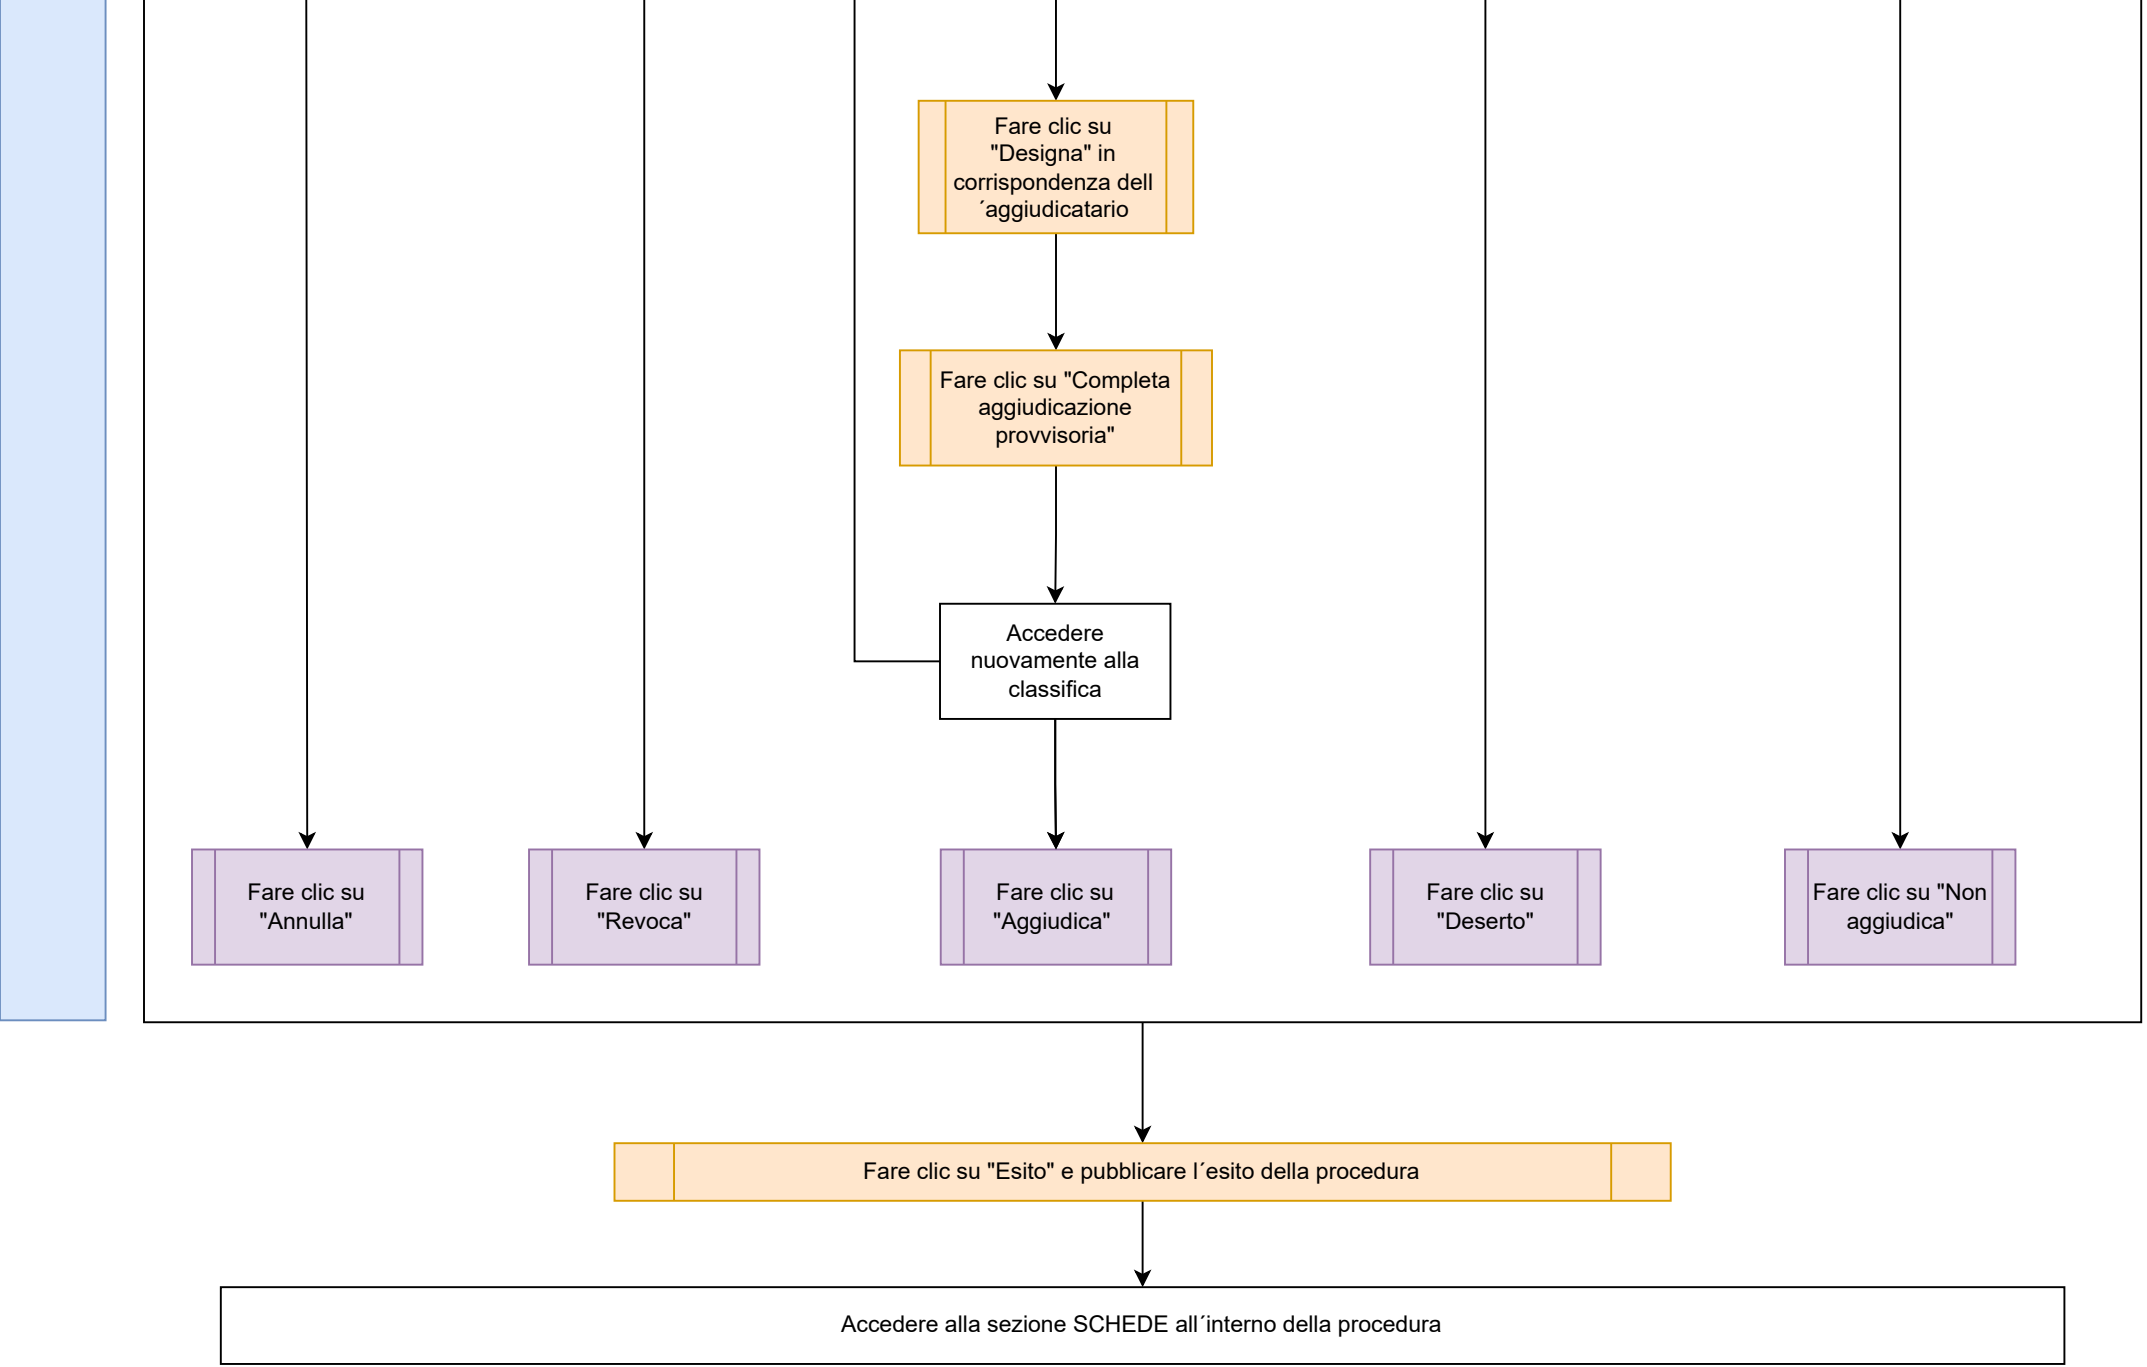 Fare clic su
"Designa" in
corrispondenza dell
´aggiudicatario
Fare clic su "Completa
aggiudicazione
provvisoria"
Accedere
nuovamente alla
classifica
Fare clic su
"Annulla"
Fare clic su
"Revoca"
Fare clic su
"Aggiudica"
Fare clic su
"Deserto"
Fare clic su "Non
aggiudica"
Fare clic su "Esito" e pubblicare l´esito della procedura
Accedere alla sezione SCHEDE all´interno della procedura